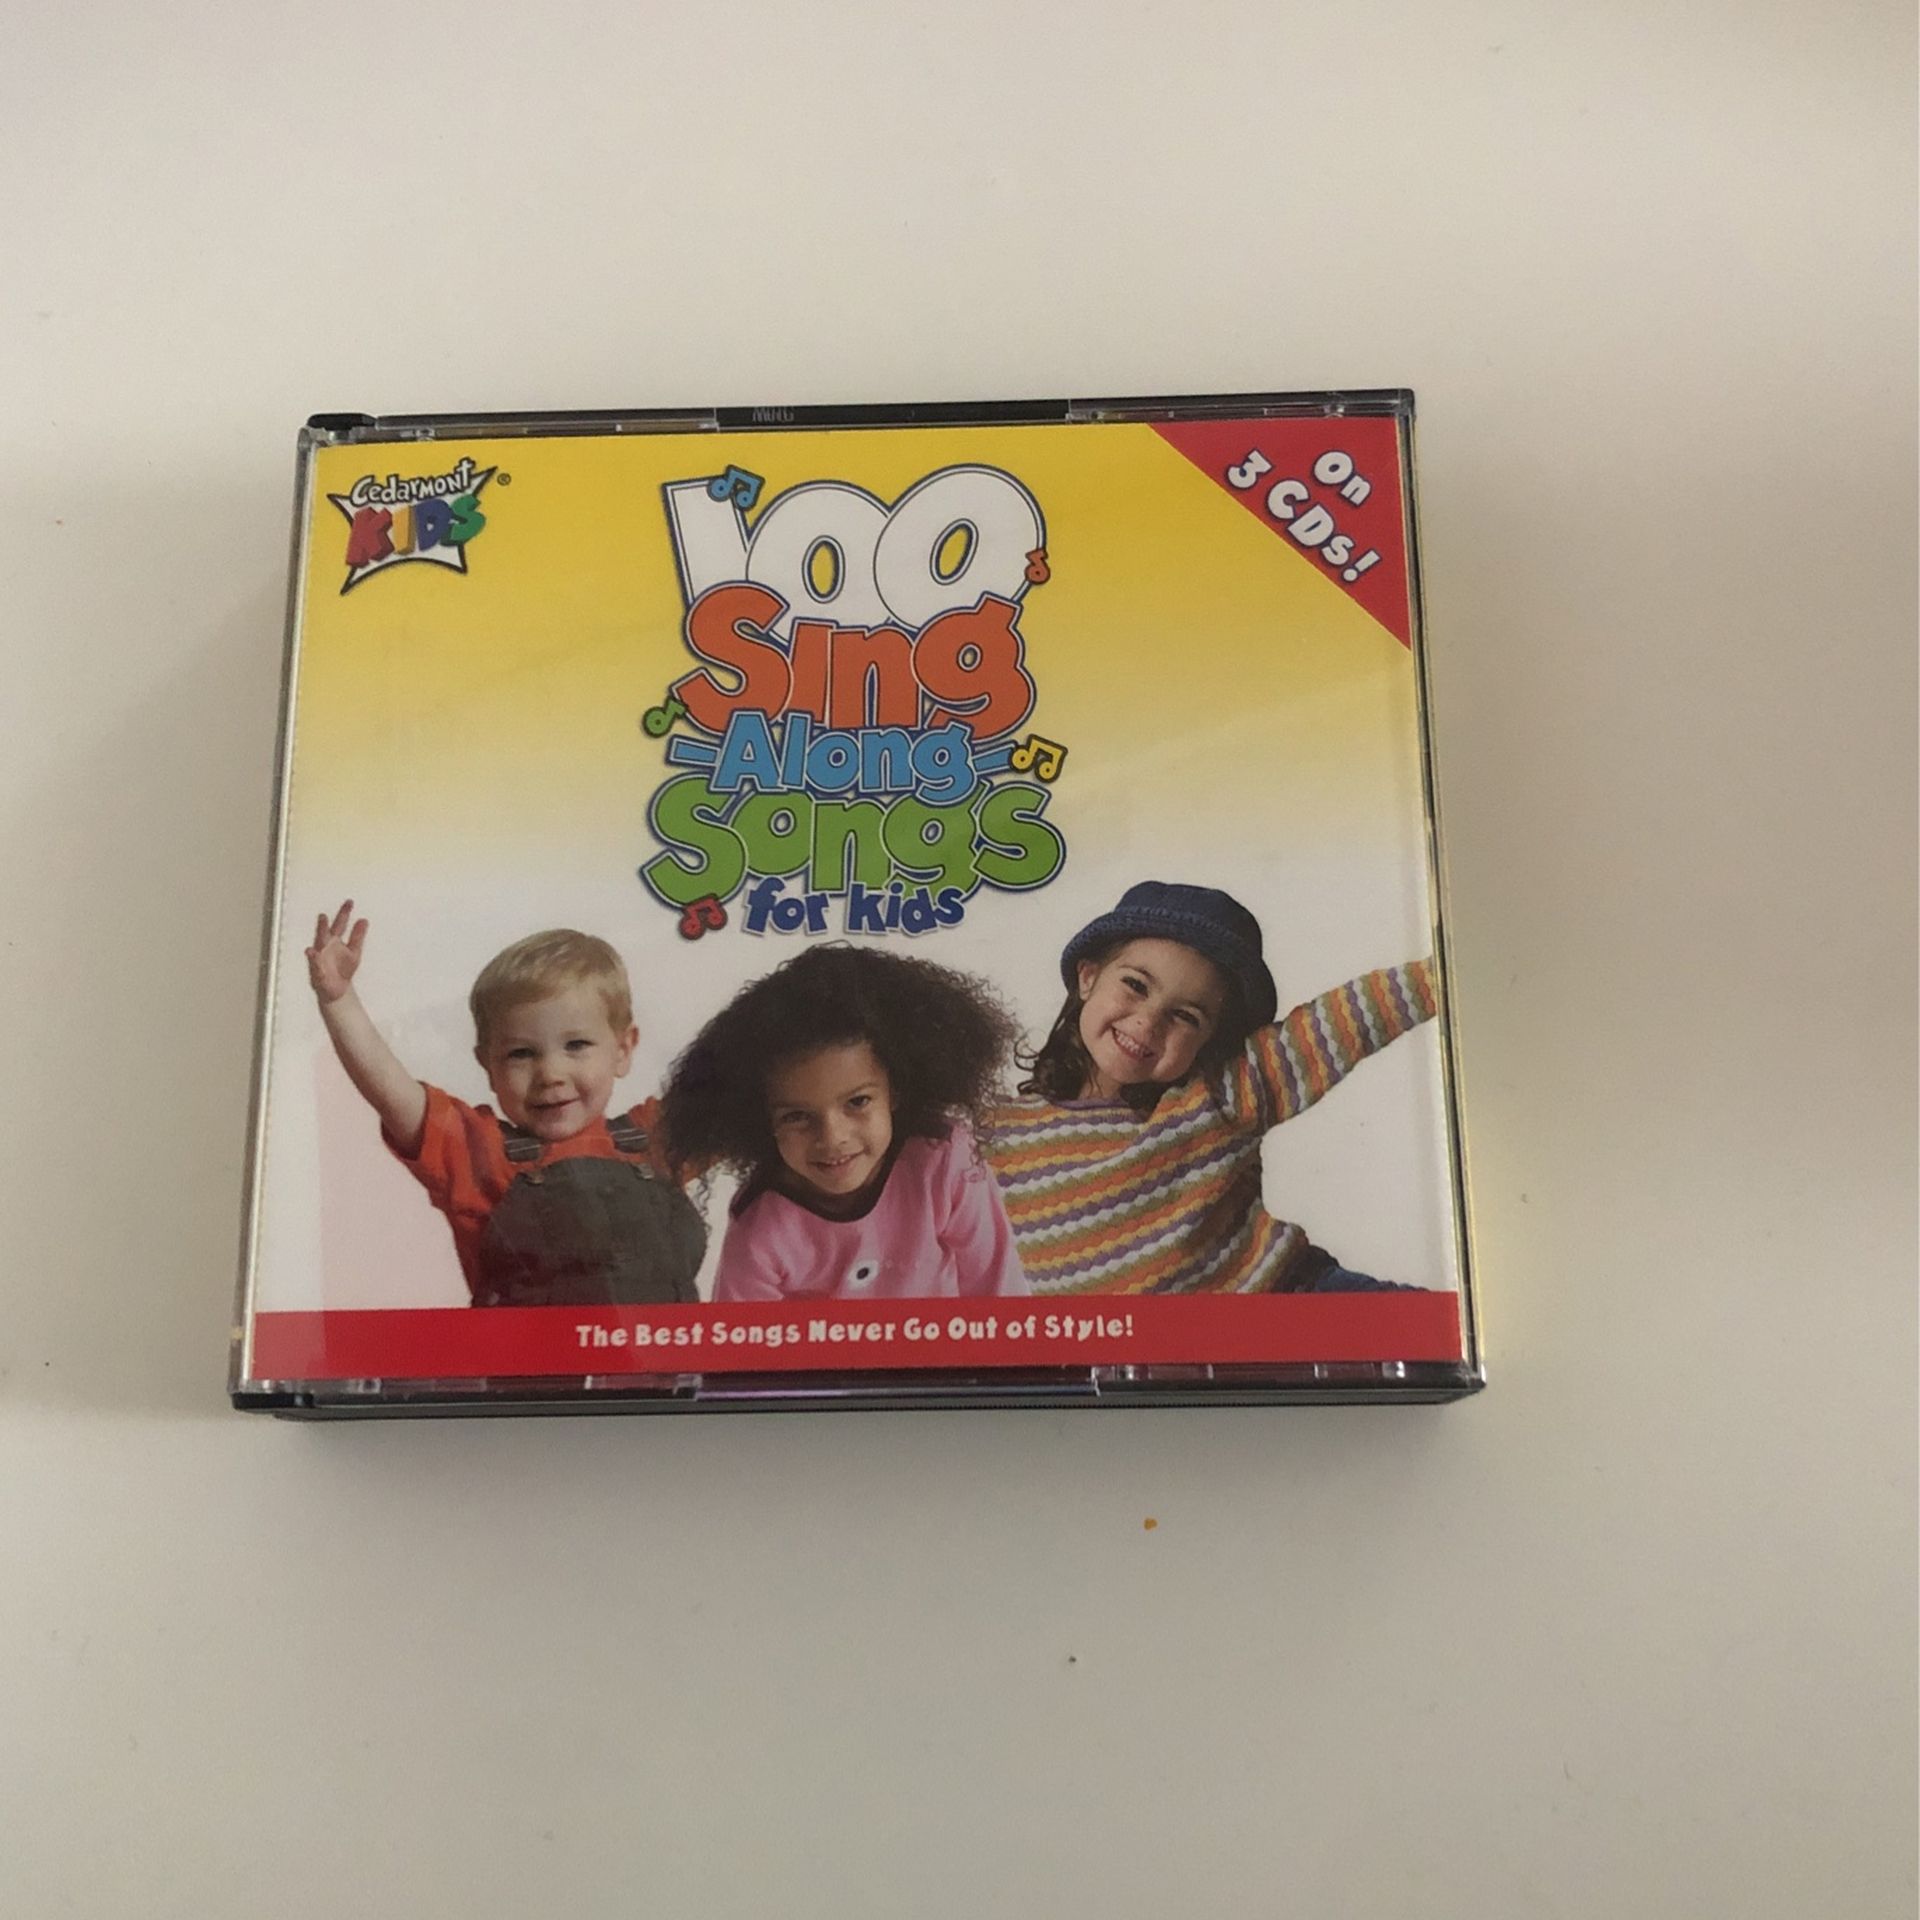 Cedarmont
KIDS®
100
Sing
Along
Songs
for kids
On
3 CDs!
The Best Songs Never Go Out of Style!